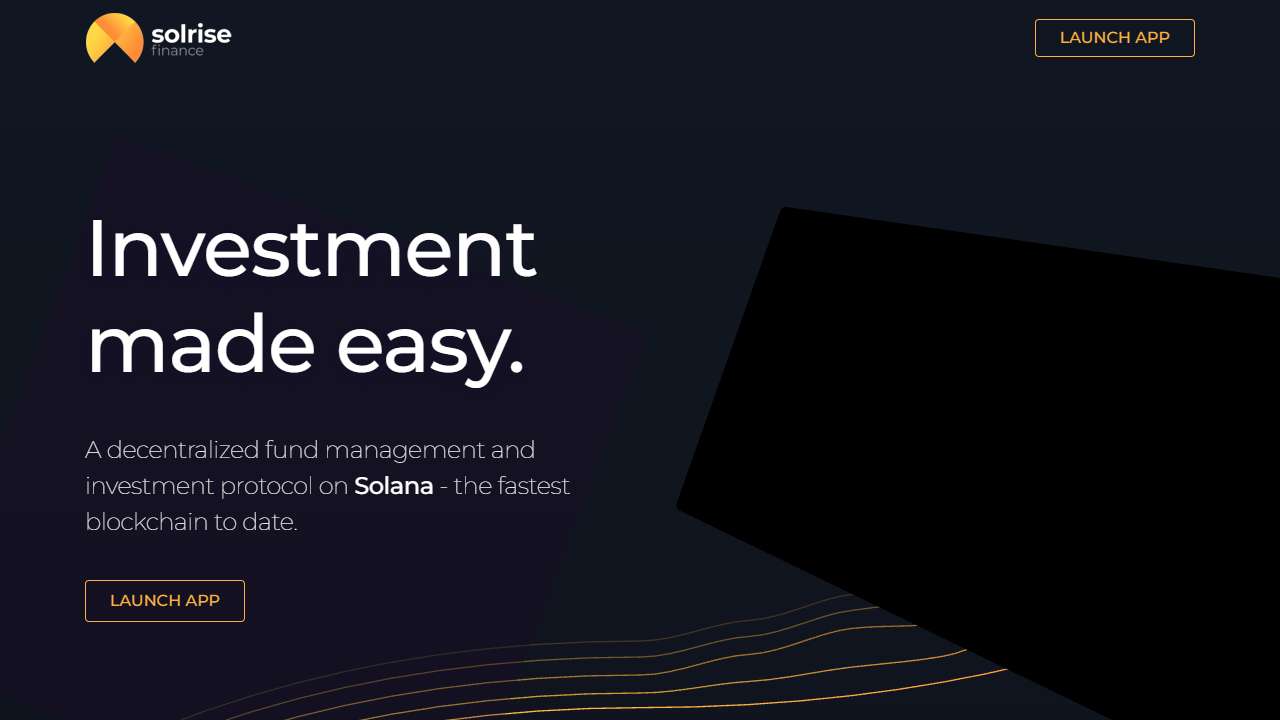 solrise
finance
LAUNCH APP
Investment
made easy.
A decentralized fund management and
investment protocol on Solana - the fastest
blockchain to date.
LAUNCH APP